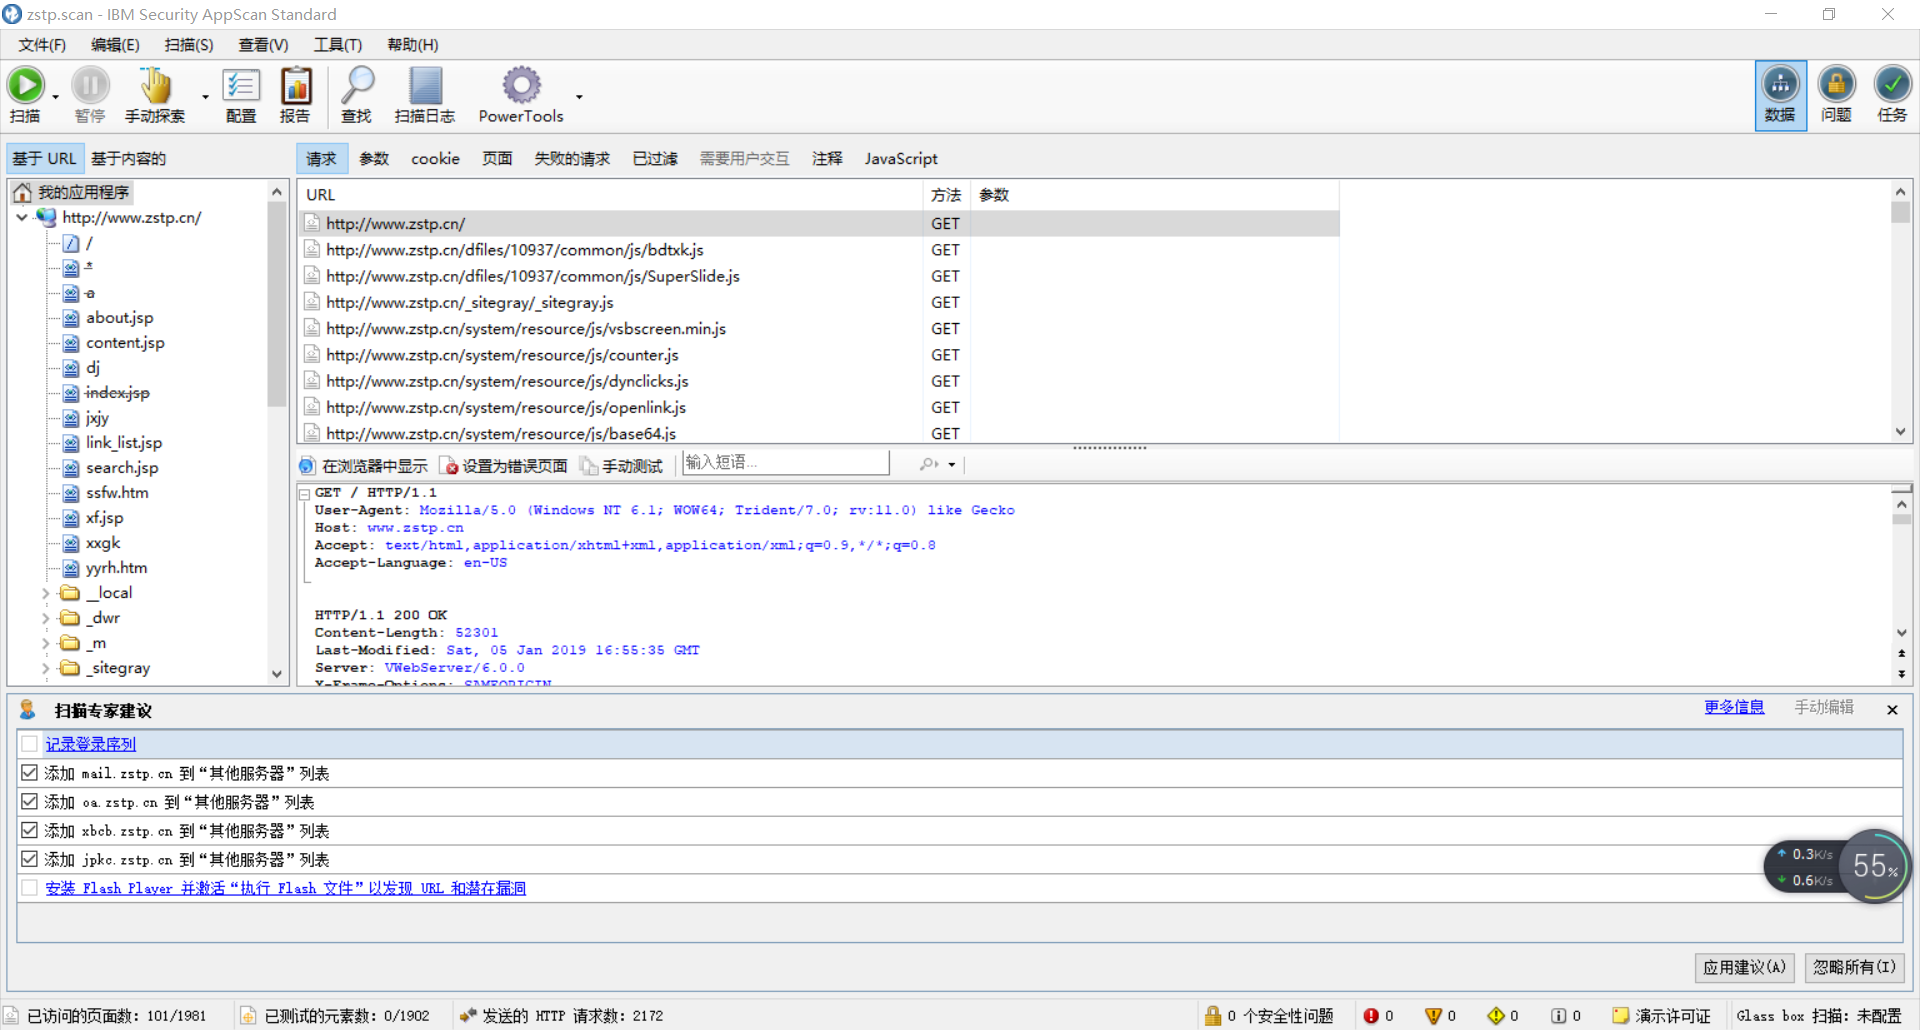 zstp.scan - IBM Security AppScan Standard
文件(F) 编辑(E) 扫描(S) 查看(V) 工具(T) 帮助(H)
扫描 暂停 手动探索 配置 报告 查找 扫描日志 PowerTools 数据 问题 任务
基于 URL 基于内容的
请求 参数 cookie 页面 失败的请求 已过滤 需要用户交互 注释 JavaScript
我的应用程序
http://www.zstp.cn/
/
*
a
about.jsp
content.jsp
dj
index.jsp
jxjy
link_list.jsp
search.jsp
ssfw.htm
xf.jsp
xxgk
yyrh.htm
__local
_dwr
_m
_sitegray
URL 方法 参数
http://www.zstp.cn/ GET
http://www.zstp.cn/dfiles/10937/common/js/bdtxk.js GET
http://www.zstp.cn/dfiles/10937/common/js/SuperSlide.js GET
http://www.zstp.cn/_sitegray/_sitegray.js GET
http://www.zstp.cn/system/resource/js/vsbscreen.min.js GET
http://www.zstp.cn/system/resource/js/counter.js GET
http://www.zstp.cn/system/resource/js/dynclicks.js GET
http://www.zstp.cn/system/resource/js/openlink.js GET
http://www.zstp.cn/system/resource/js/base64.js GET
在浏览器中显示 设置为错误页面 手动测试 输入短语...
GET / HTTP/1.1
User-Agent: Mozilla/5.0 (Windows NT 6.1; WOW64; Trident/7.0; rv:11.0) like Gecko
Host: www.zstp.cn
Accept: text/html,application/xhtml+xml,application/xml;q=0.9,*/*;q=0.8
Accept-Language: en-US
HTTP/1.1 200 OK
Content-Length: 52301
Last-Modified: Sat, 05 Jan 2019 16:55:35 GMT
Server: VWebServer/6.0.0
X-Frame-Options: SAMEORIGIN
扫描专家建议 更多信息 手动编辑
记录登录序列
添加 mail.zstp.cn 到“其他服务器”列表
添加 oa.zstp.cn 到“其他服务器”列表
添加 xbcb.zstp.cn 到“其他服务器”列表
添加 jpkc.zstp.cn 到“其他服务器”列表
安装 Flash Player 并激活“执行 Flash 文件”以发现 URL 和潜在漏洞
0.3K/s
0.6K/s
55%
应用建议(A) 忽略所有(I)
已访问的页面数: 101/1981 已测试的元素数: 0/1902 发送的 HTTP 请求数: 2172 0 个安全性问题 0 0 0 0 演示许可证 Glass box 扫描: 未配置